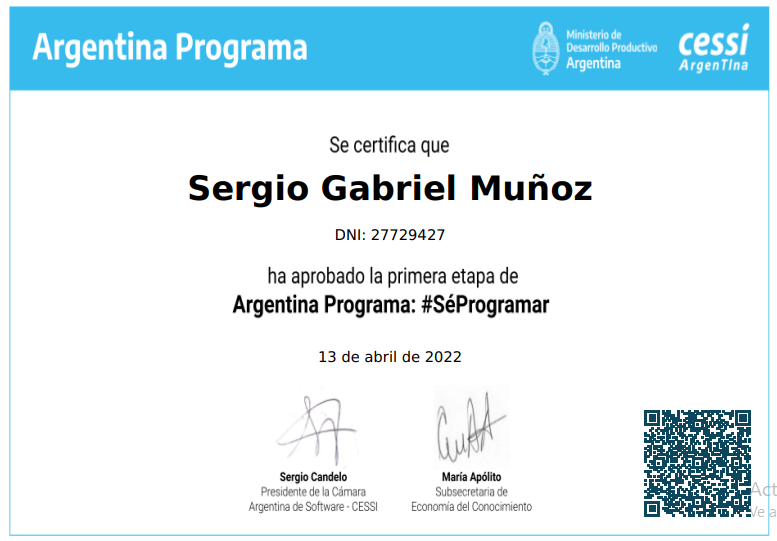 Argentina Programa
Ministerio de
Desarrollo Productivo
Argentina
cessi
ArgenTIna
Se certifica que
Sergio Gabriel Muñoz
DNI: 27729427
ha aprobado la primera etapa de
Argentina Programa: #SéProgramar
13 de abril de 2022
Sergio Candelo
Presidente de la Cámara
Argentina de Software - CESSI
María Apólito
Subsecretaria de
Economía del Conocimiento
Act
Ve a